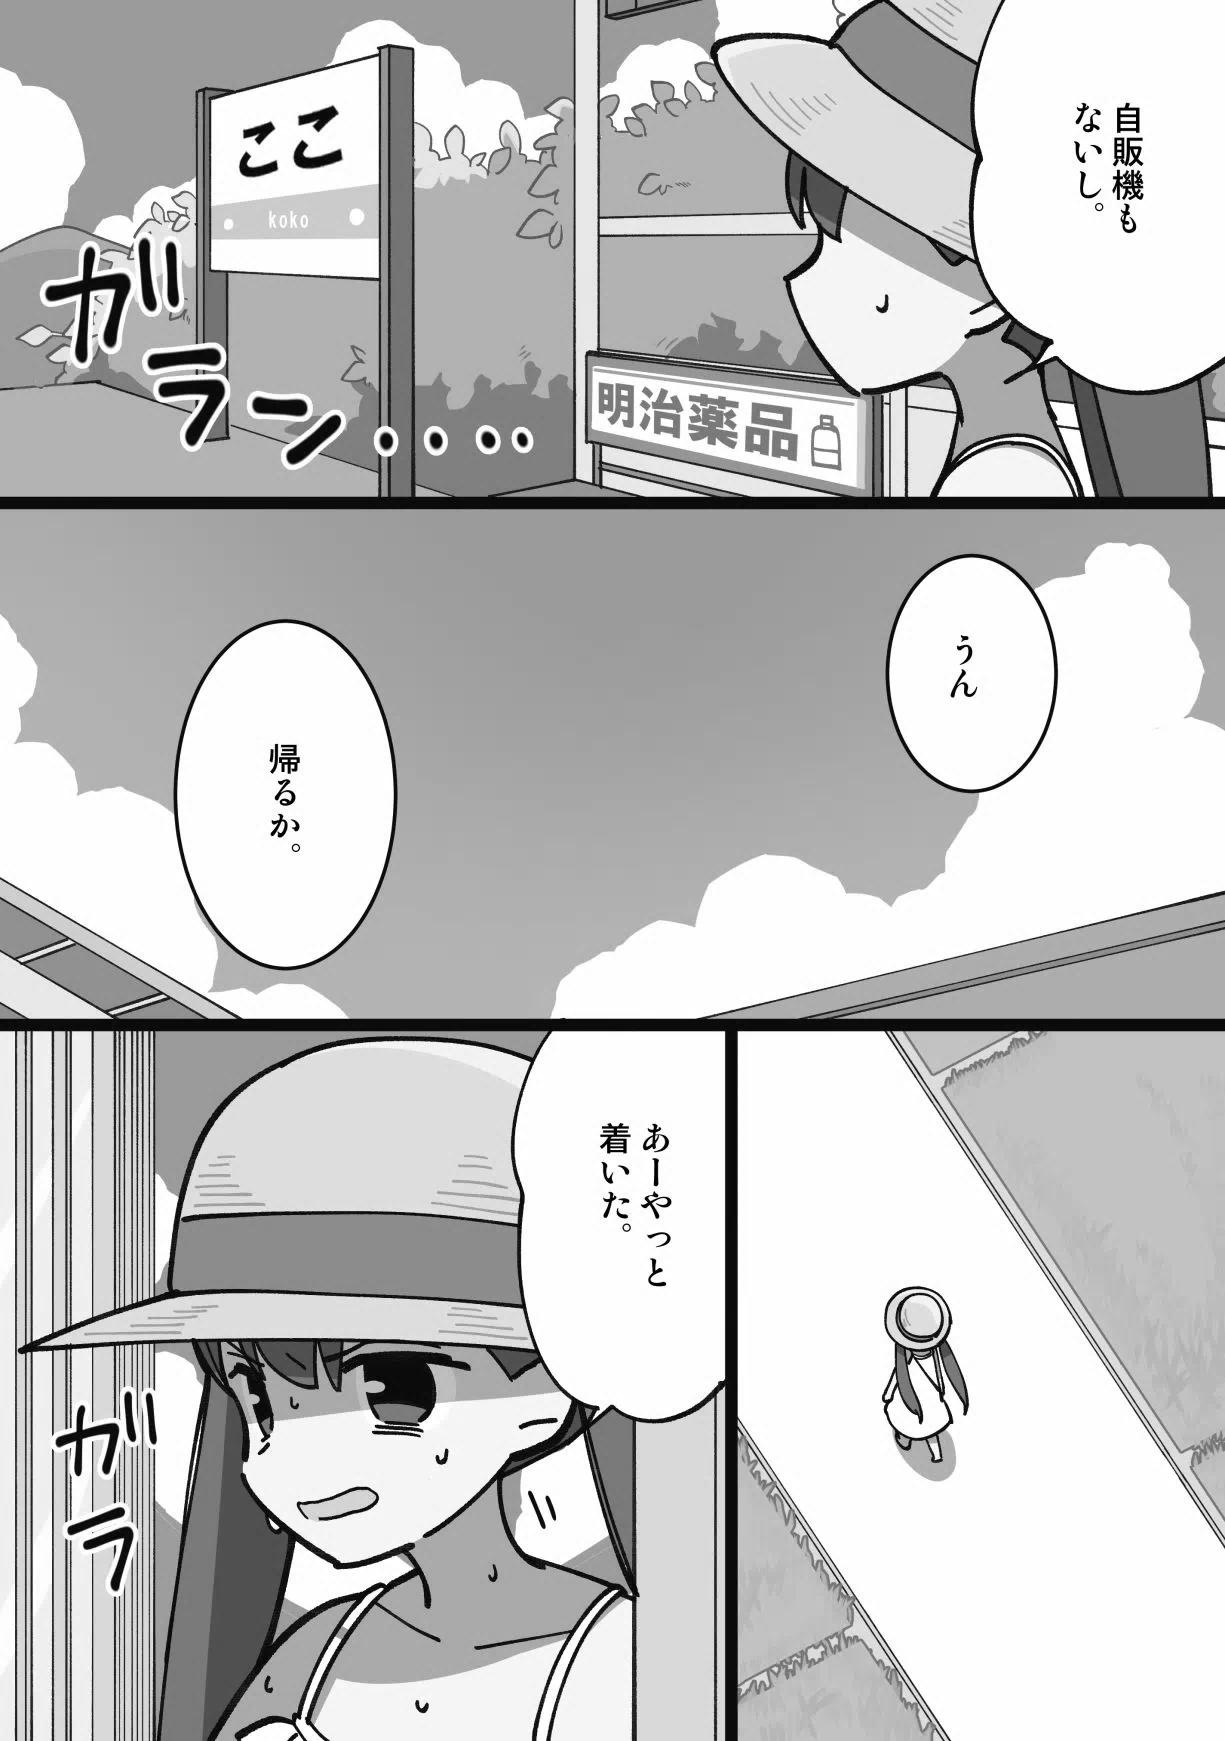 自販機も
ないし。
ここ
koko
明治薬品
ガラーン・・・・・
うん
帰るか。
あーやっと
着いた。
ガラ